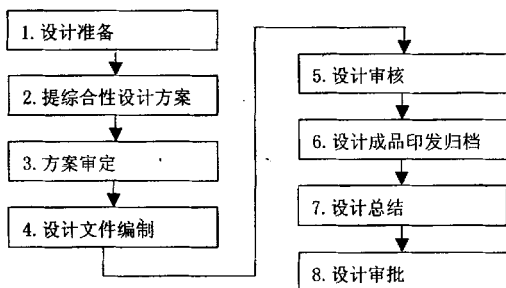 1. 设计准备
2. 提综合性设计方案
3. 方案审定
4. 设计文件编制
5. 设计审核
6. 设计成品印发归档
7. 设计总结
8. 设计审批